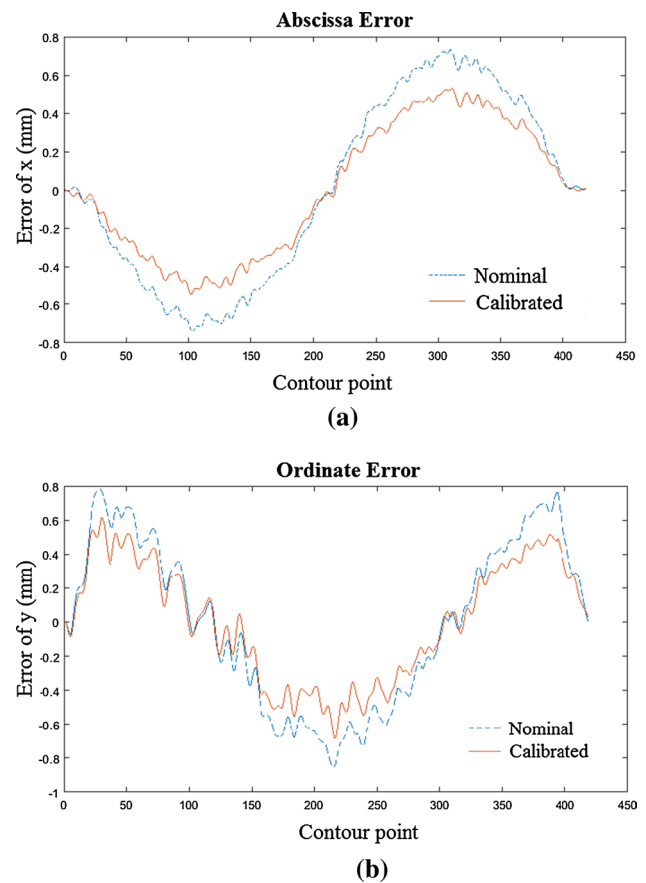 Abscissa Error
0.8
0.6
0.4
0.2
0
-0.2
-0.4
-0.6
-0.8
Error of x (mm)
Nominal
Calibrated
0 50 100 150 200 250 300 350 400 450
Contour point
(a)
Ordinate Error
0.8
0.6
0.4
0.2
0
-0.2
-0.4
-0.6
-0.8
-1
Error of y (mm)
Nominal
Calibrated
0 50 100 150 200 250 300 350 400 450
Contour point
(b)